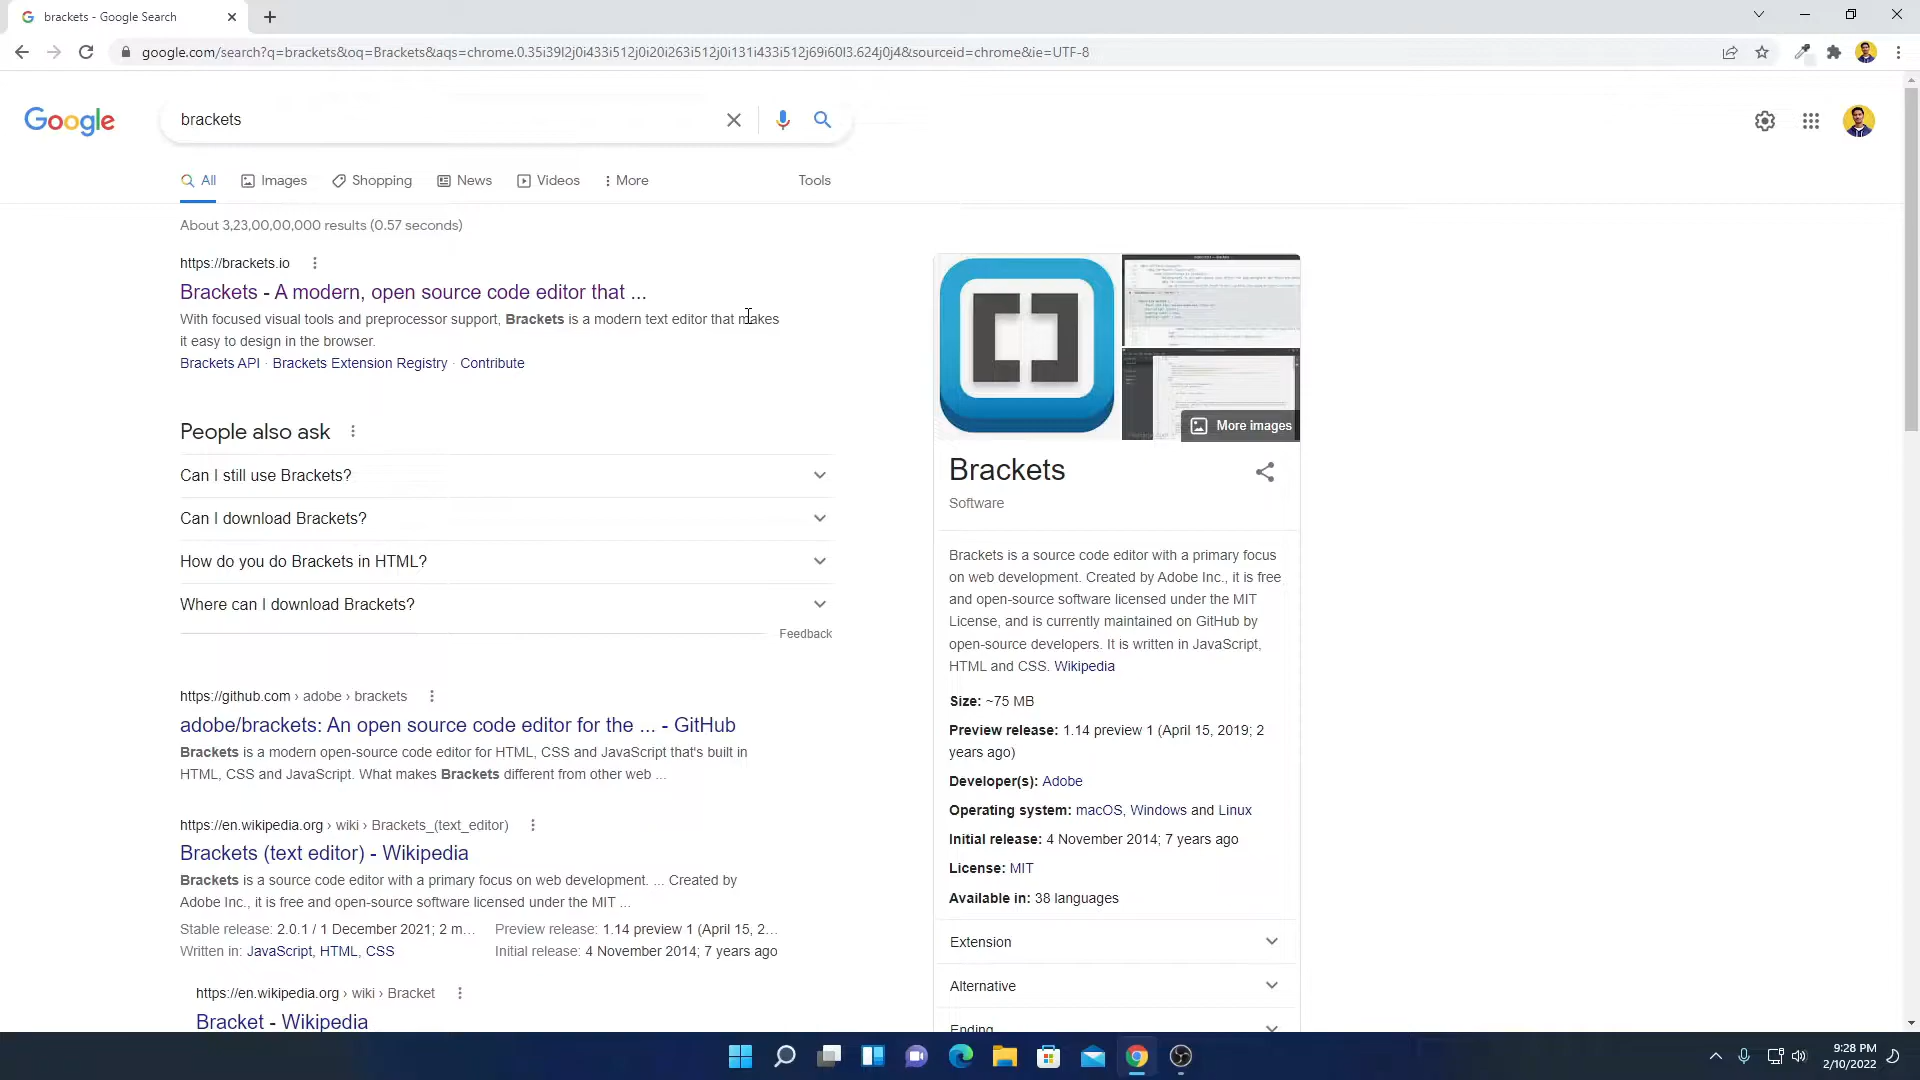 brackets - Google Search
google.com/search?q=brackets&oq=Brackets&aqs=chrome.0.35i39l2j0i433i512j0i20i263i512j0i131i433i512j69i60l3.624j0j4&sourceid=chrome&ie=UTF-8
Google
brackets
All
Images
Shopping
News
Videos
More
Tools
About 3,23,00,00,000 results (0.57 seconds)
https://brackets.io
Brackets - A modern, open source code editor that ...
With focused visual tools and preprocessor support, Brackets is a modern text editor that makes
it easy to design in the browser.
Brackets API · Brackets Extension Registry · Contribute
People also ask
Can I still use Brackets?
Can I download Brackets?
How do you do Brackets in HTML?
Where can I download Brackets?
Feedback
https://github.com › adobe › brackets
adobe/brackets: An open source code editor for the ... - GitHub
Brackets is a modern open-source code editor for HTML, CSS and JavaScript that's built in
HTML, CSS and JavaScript. What makes Brackets different from other web ...
https://en.wikipedia.org › wiki › Brackets_(text_editor)
Brackets (text editor) - Wikipedia
Brackets is a source code editor with a primary focus on web development. ... Created by
Adobe Inc., it is free and open-source software licensed under the MIT ...
Stable release: 2.0.1 / 1 December 2021; 2 m... Preview release: 1.14 preview 1 (April 15, 2...
Written in: JavaScript, HTML, CSS Initial release: 4 November 2014; 7 years ago
https://en.wikipedia.org › wiki › Bracket
Bracket - Wikipedia
More images
Brackets
Software
Brackets is a source code editor with a primary focus
on web development. Created by Adobe Inc., it is free
and open-source software licensed under the MIT
License, and is currently maintained on GitHub by
open-source developers. It is written in JavaScript,
HTML and CSS. Wikipedia
Size: ~75 MB
Preview release: 1.14 preview 1 (April 15, 2019; 2
years ago)
Developer(s): Adobe
Operating system: macOS, Windows and Linux
Initial release: 4 November 2014; 7 years ago
License: MIT
Available in: 38 languages
Extension
Alternative
Ending
9:28 PM
2/10/2022